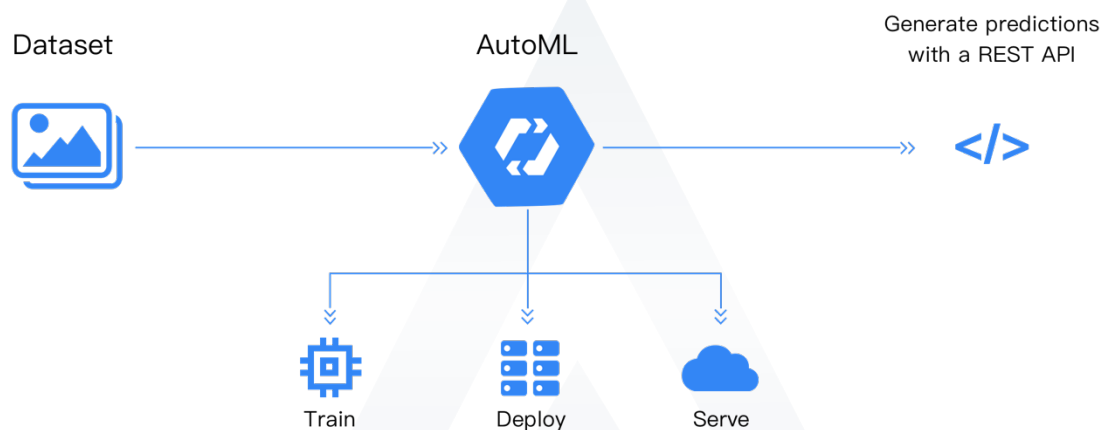 Dataset
AutoML
Generate predictions
with a REST API
</>
Train
Deploy
Serve